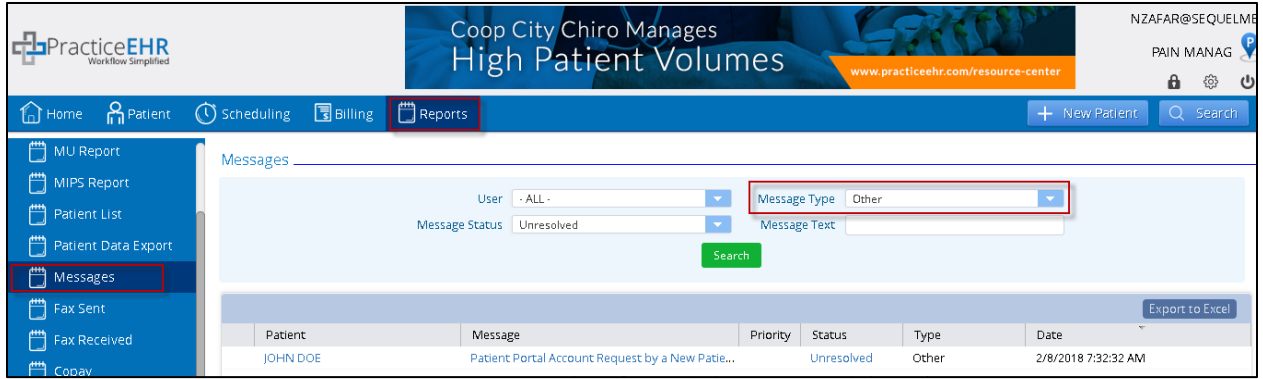 Coop City Chiro Manages
High Patient Volumes
www.practiceehr.com/resource-center
NZAFAR@SEQUELME
PracticeEHR
Workflow Simplified
PAIN MANAG
P
Home Patient Scheduling Billing Reports + New Patient Search
MU Report
MIPS Report
Patient List
Patient Data Export
Messages
Fax Sent
Fax Received
Copay
Messages
User - ALL - Message Type Other
Message Status Unresolved Message Text
Search
Export to Excel
Patient Message Priority Status Type Date
JOHN DOE Patient Portal Account Request by a New Patie... Unresolved Other 2/8/2018 7:32:32 AM